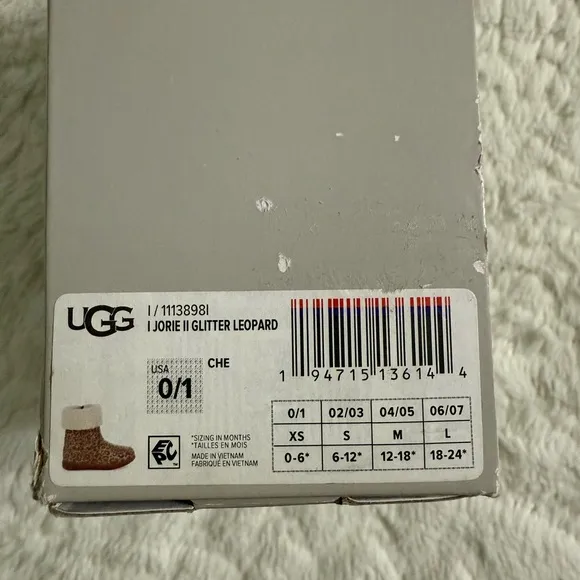 UGG
I / 1113898I
I JORIE II GLITTER LEOPARD
USA
0/1
CHE
1 94715 13614 4
EPC
™
*SIZING IN MONTHS
*TAILLES EN MOIS
MADE IN VIETNAM
FABRIQUÉ EN VIETNAM
0/1 02/03 04/05 06/07
XS S M L
0-6* 6-12* 12-18* 18-24*